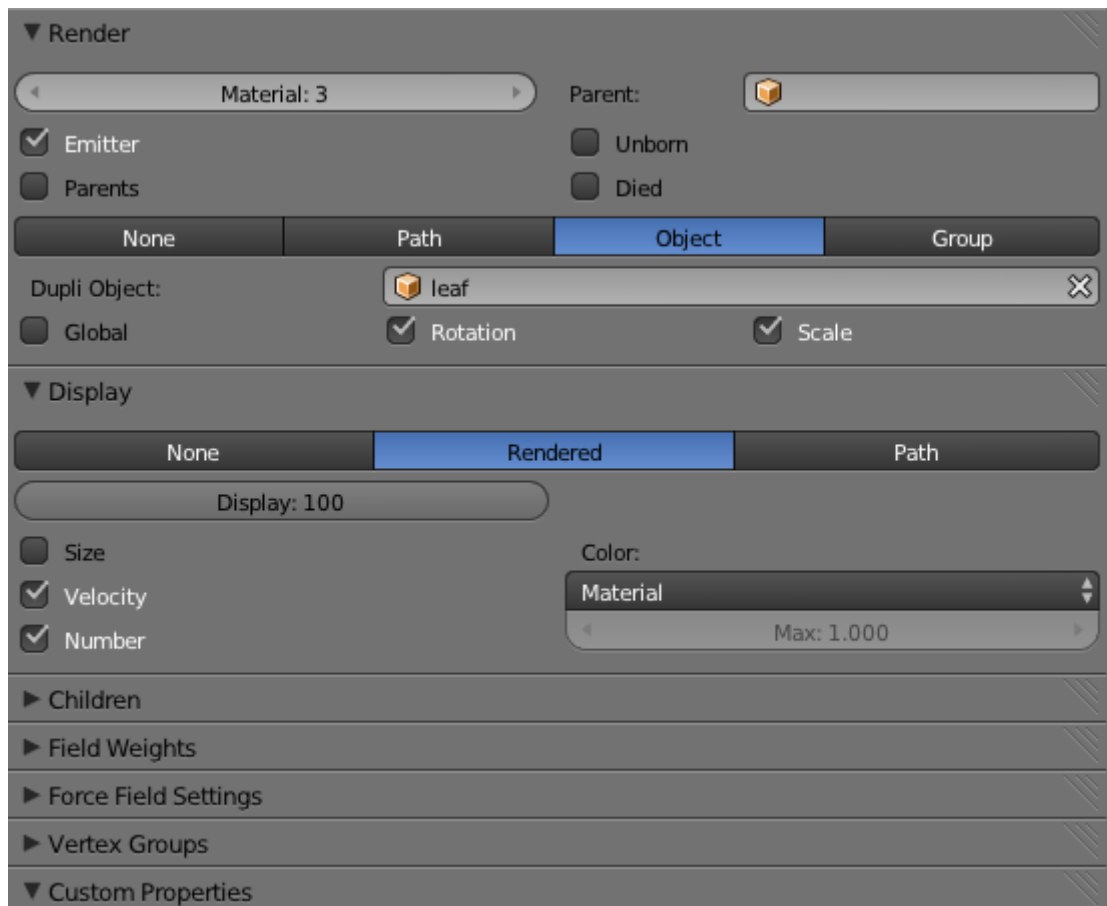 Render
Material: 3 Parent:
Emitter Unborn
Parents Died
None Path Object Group
Dupli Object: leaf
Global Rotation Scale
Display
None Rendered Path
Display: 100
Size Color:
Velocity Material
Number Max: 1.000
Children
Field Weights
Force Field Settings
Vertex Groups
Custom Properties